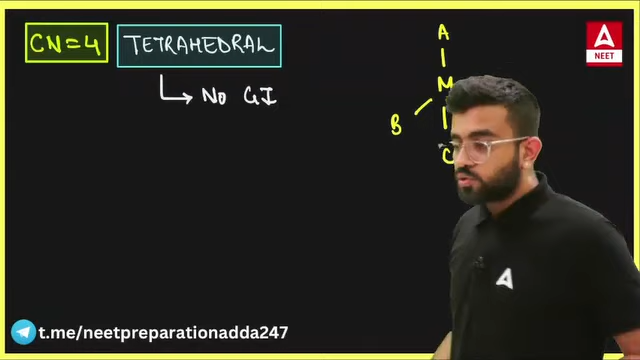 CN=4 TETRAHEDRAL
No GI
A
M
B
C
A
NEET
A
t.me/neetpreparationadda247